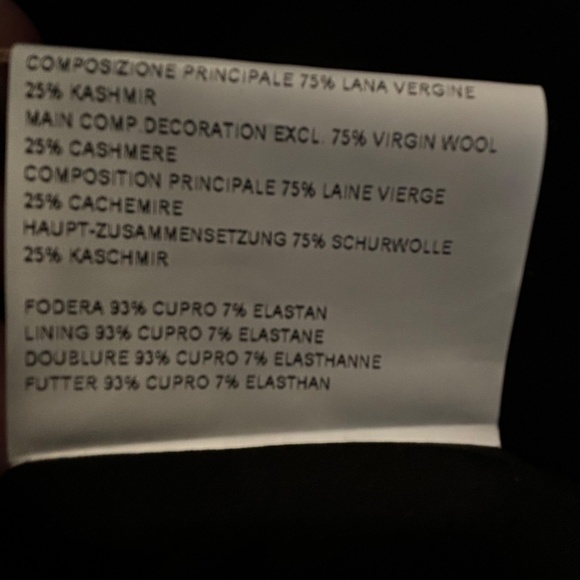 COMPOSIZIONE PRINCIPALE 75% LANA VERGINE
25% KASHMIR
MAIN COMP.DECORATION EXCL. 75% VIRGIN WOOL
25% CASHMERE
COMPOSITION PRINCIPALE 75% LAINE VIERGE
25% CACHEMIRE
HAUPT-ZUSAMMENSETZUNG 75% SCHURWOLLE
25% KASCHMIR
FODERA 93% CUPRO 7% ELASTAN
LINING 93% CUPRO 7% ELASTANE
DOUBLURE 93% CUPRO 7% ELASTHANNE
FUTTER 93% CUPRO 7% ELASTHAN